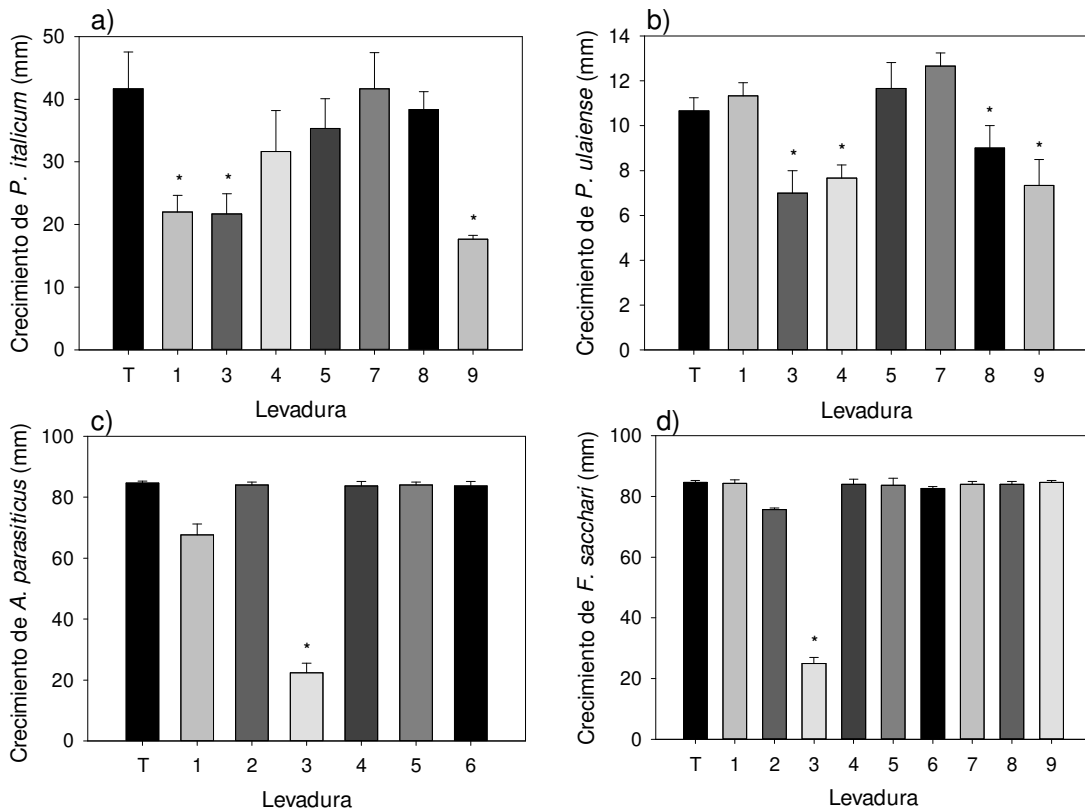 a)
Crecimiento de P. italicum (mm)
50
40
30
20
10
0
* * *
T 1 3 4 5 7 8 9
Levadura
b)
Crecimiento de P. ulaiense (mm)
14
12
10
8
6
4
2
0
* * * *
T 1 3 4 5 7 8 9
Levadura
c)
Crecimiento de A. parasiticus (mm)
100
80
60
40
20
0
*
T 1 2 3 4 5 6
Levadura
d)
Crecimiento de F. sacchari (mm)
100
80
60
40
20
0
*
T 1 2 3 4 5 6 7 8 9
Levadura